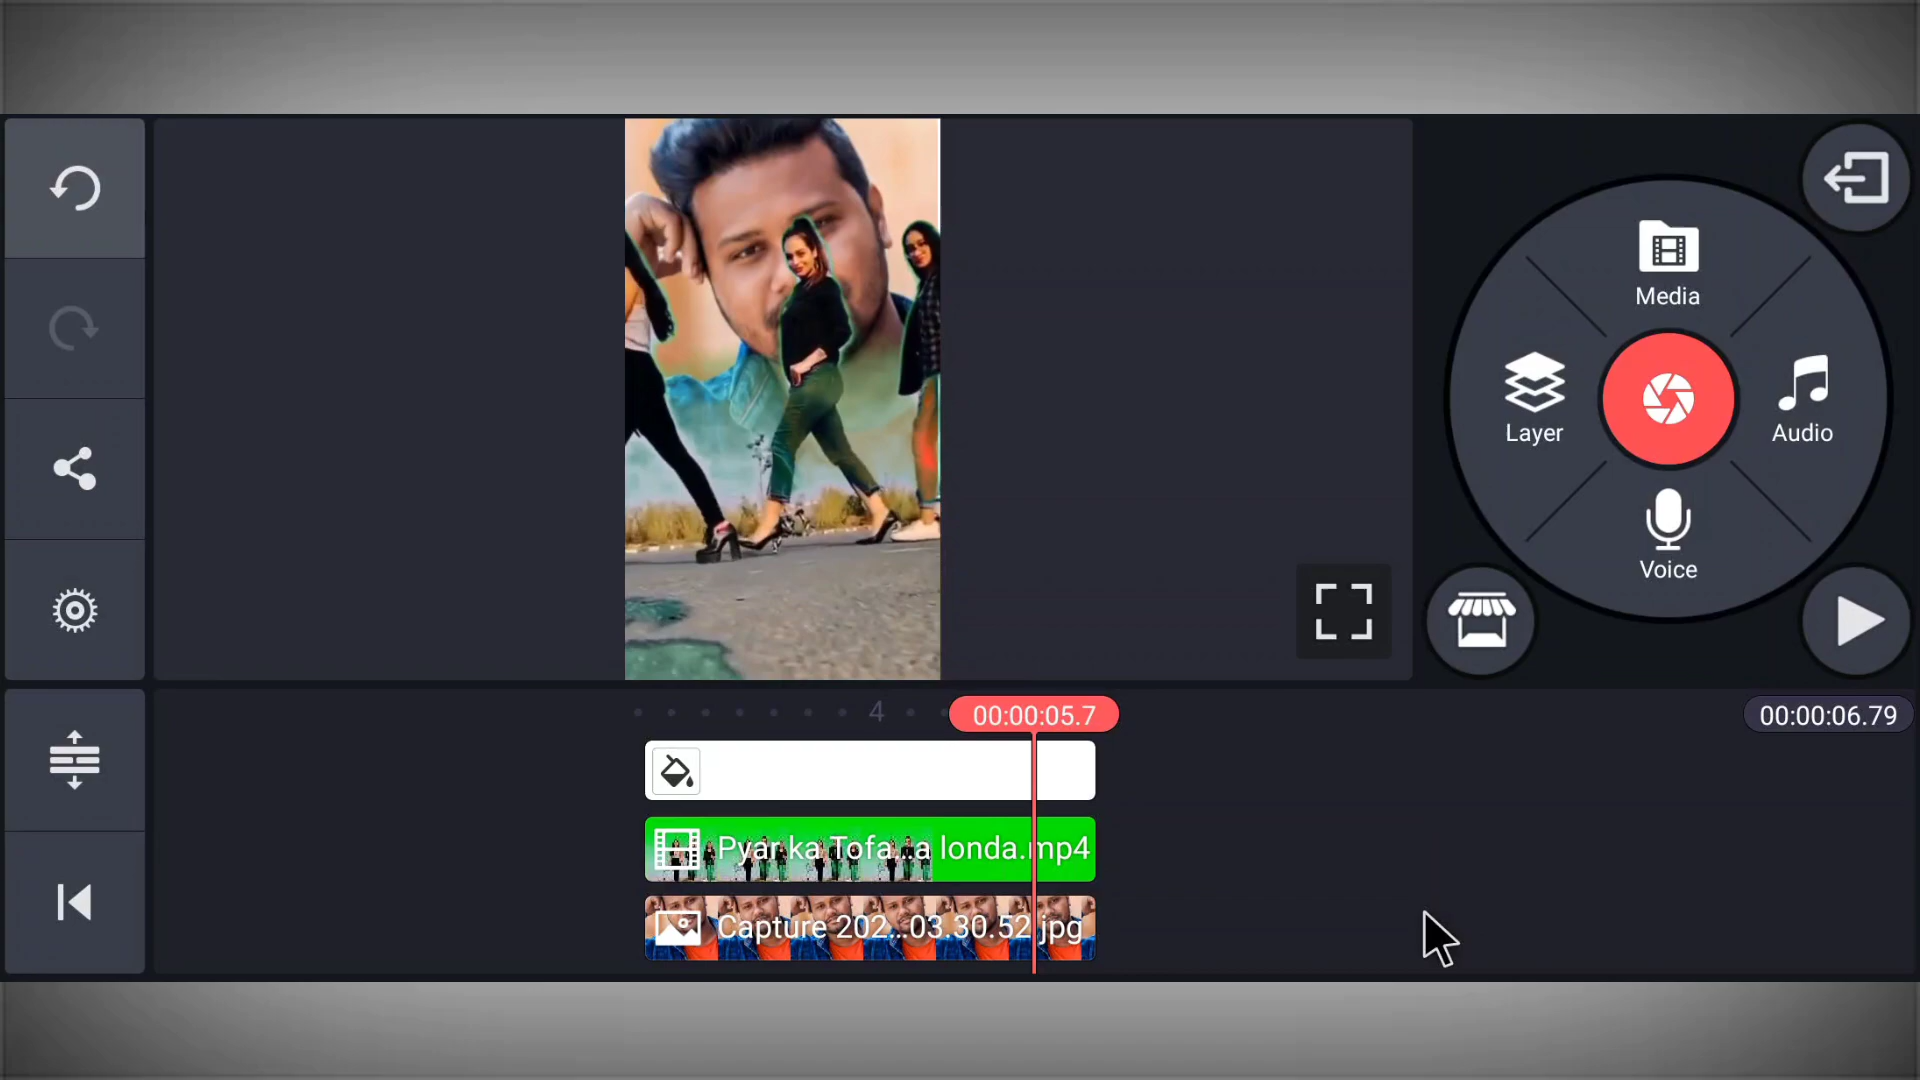 Media
Layer
Audio
Voice
4
00:00:05.7
00:00:06.79
Pyar ka Tofa...a londa.mp4
Capture 202...03.30.52.jpg